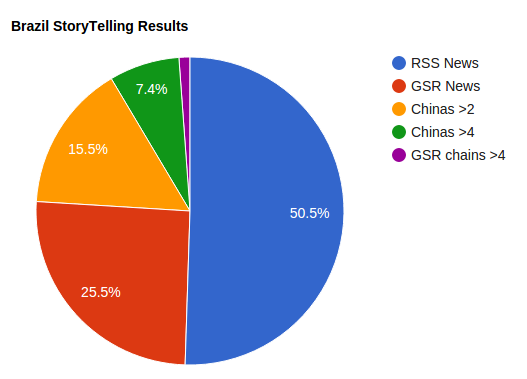 Brazil StoryTelling Results
RSS News
GSR News
Chinas >2
Chinas >4
GSR chains >4
7.4%
15.5%
50.5%
25.5%